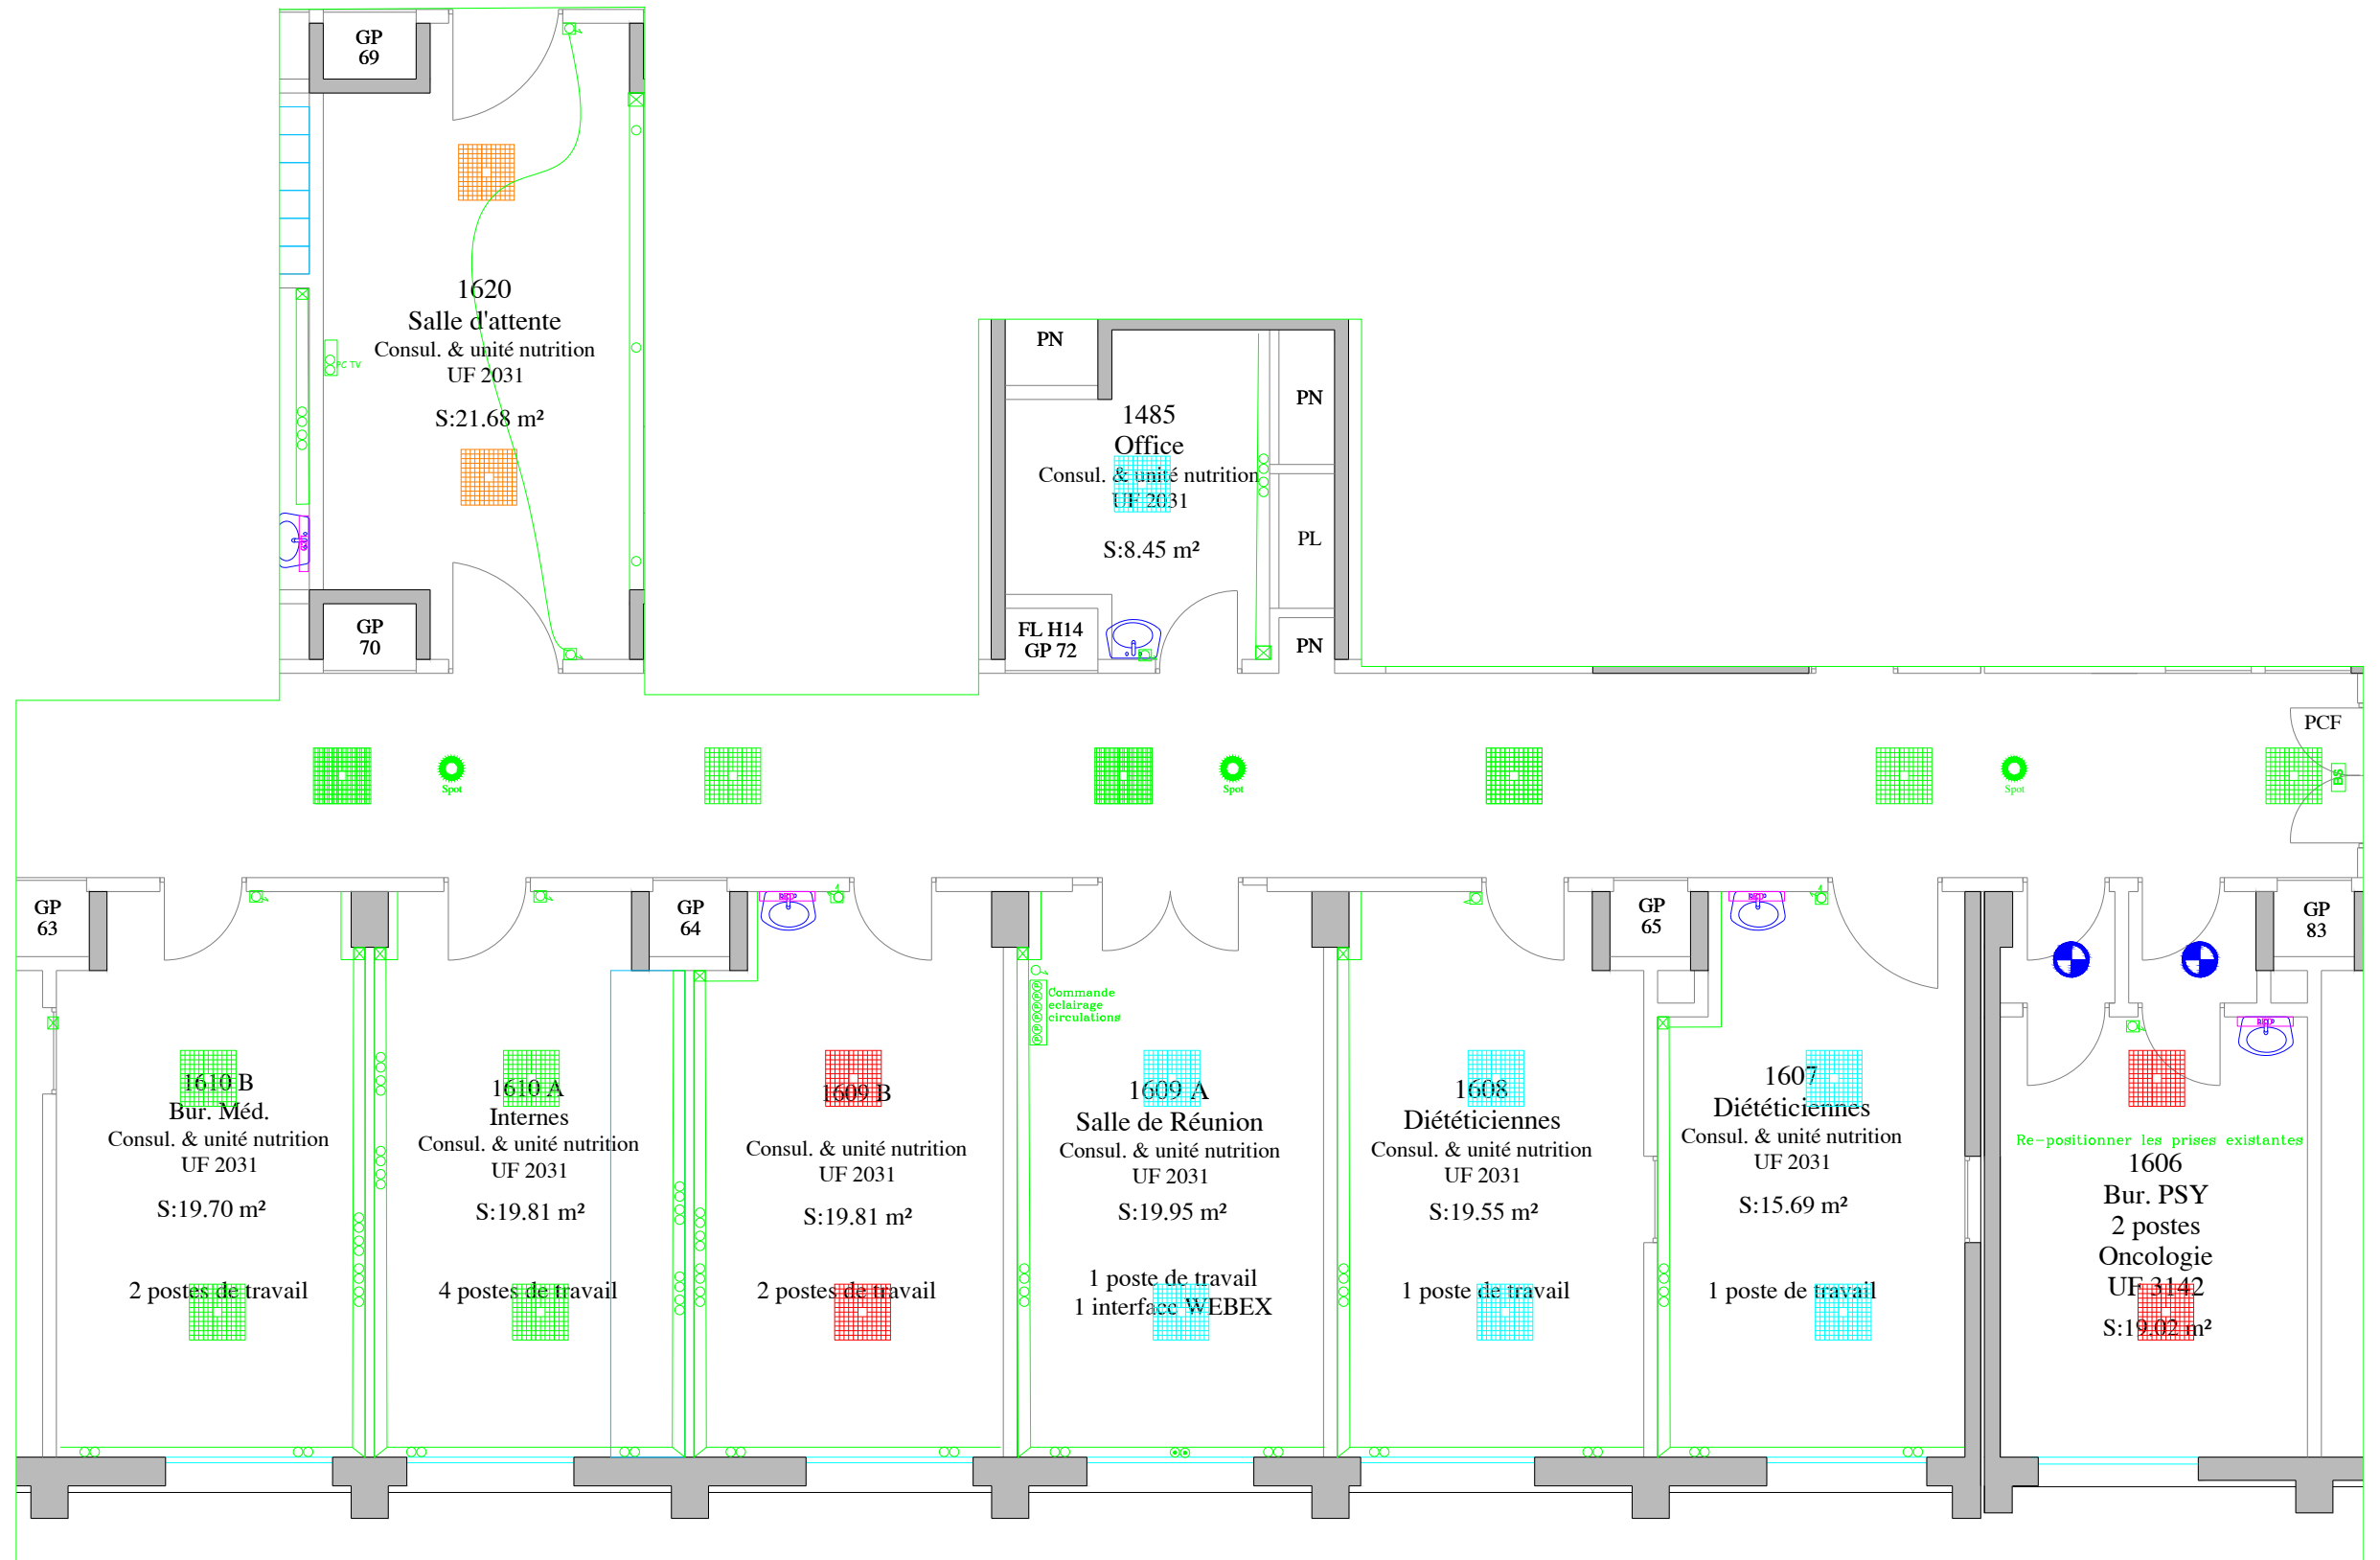 GP
69
1620
Salle d'attente
Consul. & unité nutrition
UF 2031
S:21.68 m²
PC TV
GP
70
PN
PN
1485
Office
Consul. & unité nutrition
UF 2031
S:8.45 m²
PL
FL H14
GP 72
PN
PCF
Spot
Spot
Spot
BS
GP
63
GP
64
GP
65
GP
83
Commande
eclairage
circulations
P
P
P
P
P
P
1610 B
Bur. Méd.
Consul. & unité nutrition
UF 2031
S:19.70 m²
2 postes de travail
1610 A
Internes
Consul. & unité nutrition
UF 2031
S:19.81 m²
4 postes de travail
1609 B
Consul. & unité nutrition
UF 2031
S:19.81 m²
2 postes de travail
1609 A
Salle de Réunion
Consul. & unité nutrition
UF 2031
S:19.95 m²
1 poste de travail
1 interface WEBEX
1608
Diététiciennes
Consul. & unité nutrition
UF 2031
S:19.55 m²
1 poste de travail
1607
Diététiciennes
Consul. & unité nutrition
UF 2031
S:15.69 m²
1 poste de travail
Re-positionner les prises existantes
1606
Bur. PSY
2 postes
Oncologie
UF 3142
S:19.02 m²